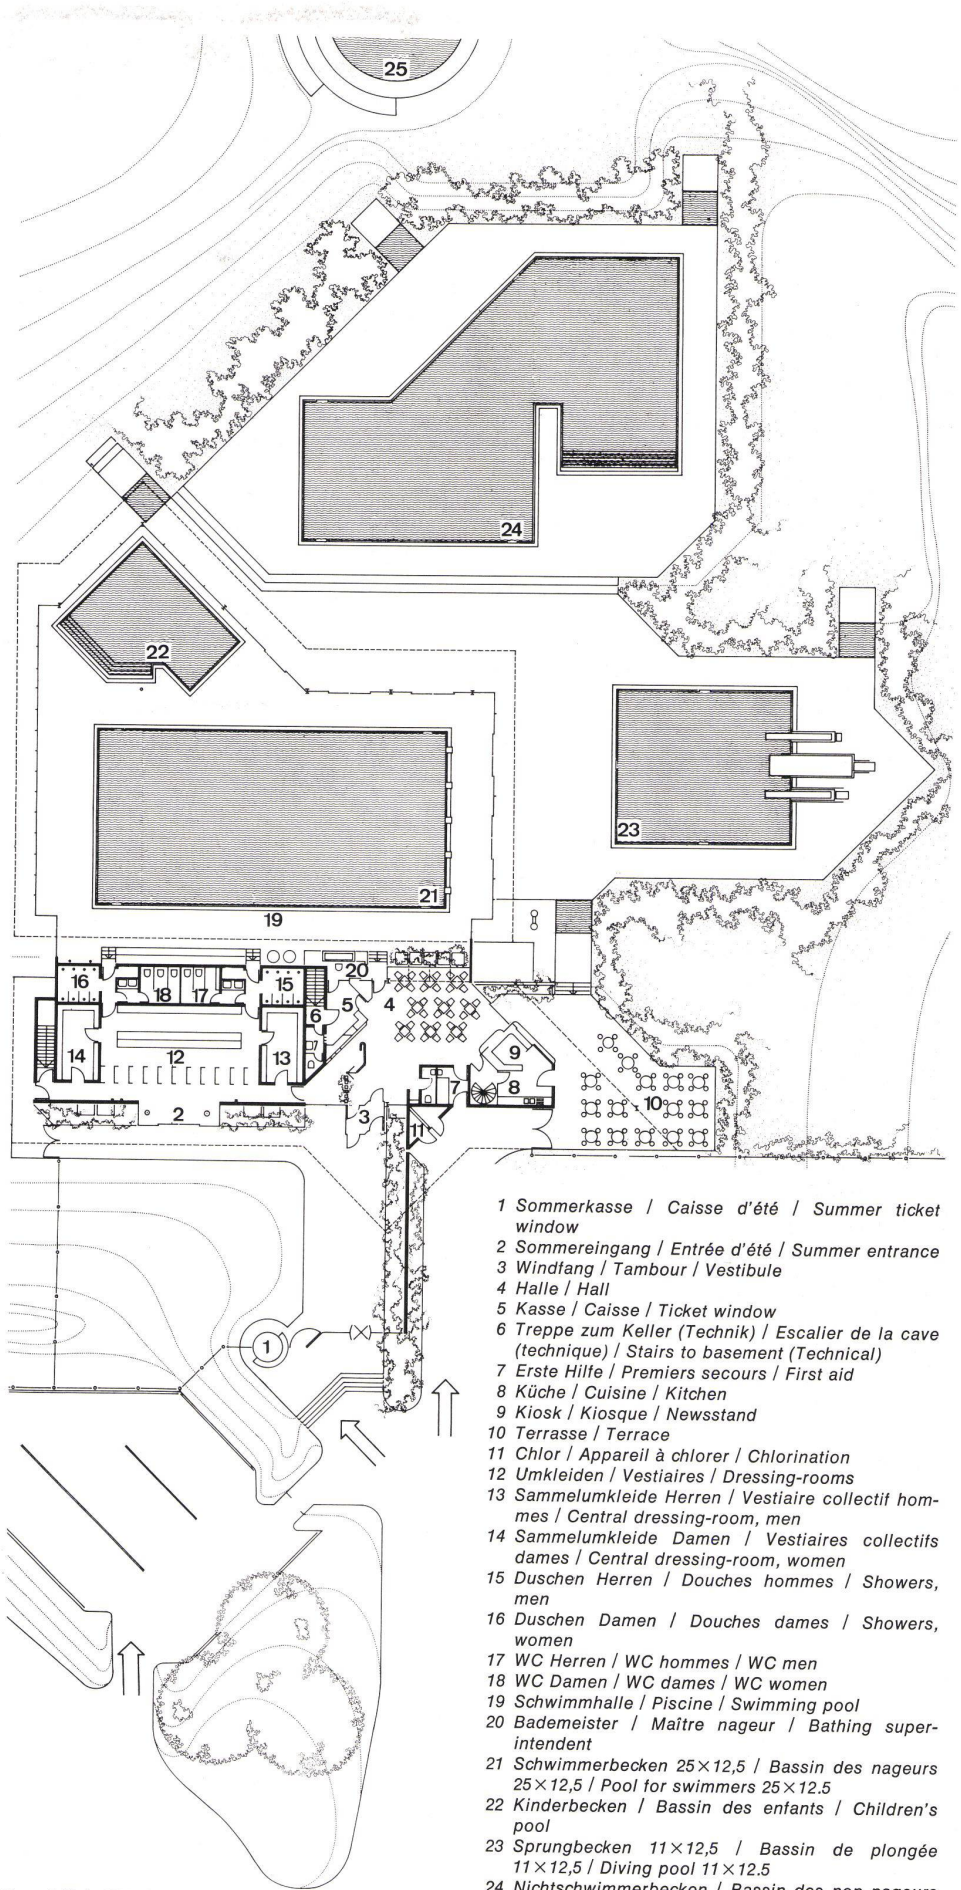 25
24
22
23
21
19
16
18
17
15
20
5
4
6
14
12
13
7
9
8
7
10
2
3
11
1
1 Sommerkasse / Caisse d'été / Summer ticket
window
2 Sommereingang / Entrée d'été / Summer entrance
3 Windfang / Tambour / Vestibule
4 Halle / Hall
5 Kasse / Caisse / Ticket window
6 Treppe zum Keller (Technik) / Escalier de la cave
(technique) / Stairs to basement (Technical)
7 Erste Hilfe / Premiers secours / First aid
8 Küche / Cuisine / Kitchen
9 Kiosk / Kiosque / Newsstand
10 Terrasse / Terrace
11 Chlor / Appareil à chlorer / Chlorination
12 Umkleiden / Vestiaires / Dressing-rooms
13 Sammelumkleide Herren / Vestiaire collectif hom-
mes / Central dressing-room, men
14 Sammelumkleide Damen / Vestiaires collectifs
dames / Central dressing-room, women
15 Duschen Herren / Douches hommes / Showers,
men
16 Duschen Damen / Douches dames / Showers,
women
17 WC Herren / WC hommes / WC men
18 WC Damen / WC dames / WC women
19 Schwimmhalle / Piscine / Swimming pool
20 Bademeister / Maître nageur / Bathing super-
intendent
21 Schwimmerbecken 25×12,5 / Bassin des nageurs
25×12,5 / Pool for swimmers 25×12.5
22 Kinderbecken / Bassin des enfants / Children's
pool
23 Sprungbecken 11×12,5 / Bassin de plongée
11×12,5 / Diving pool 11×12.5
24 Nichtschwimmerbecken / Bassin des non nageurs